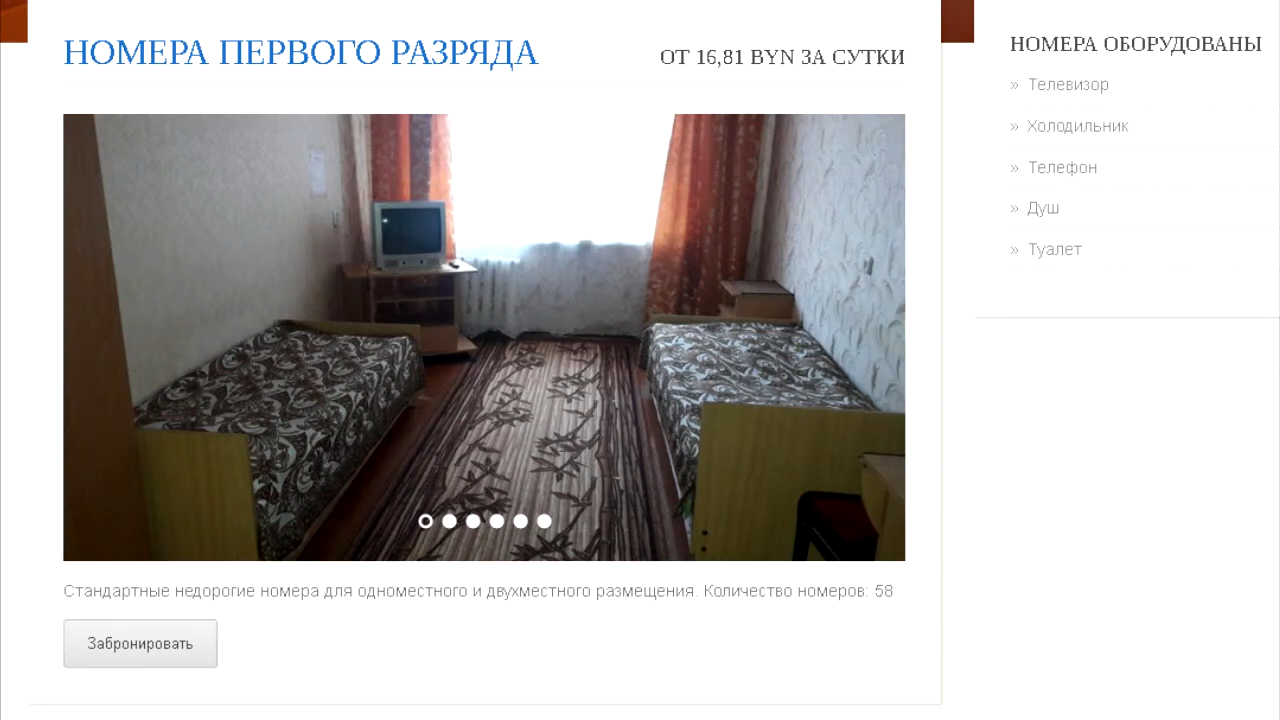 НОМЕРА ПЕРВОГО РАЗРЯДА
ОТ 16,81 BYN ЗА СУТКИ
Стандартные недорогие номера для одноместного и двухместного размещения. Количество номеров: 58
Забронировать
НОМЕРА ОБОРУДОВАНЫ
» Телевизор
» Холодильник
» Телефон
» Душ
» Туалет